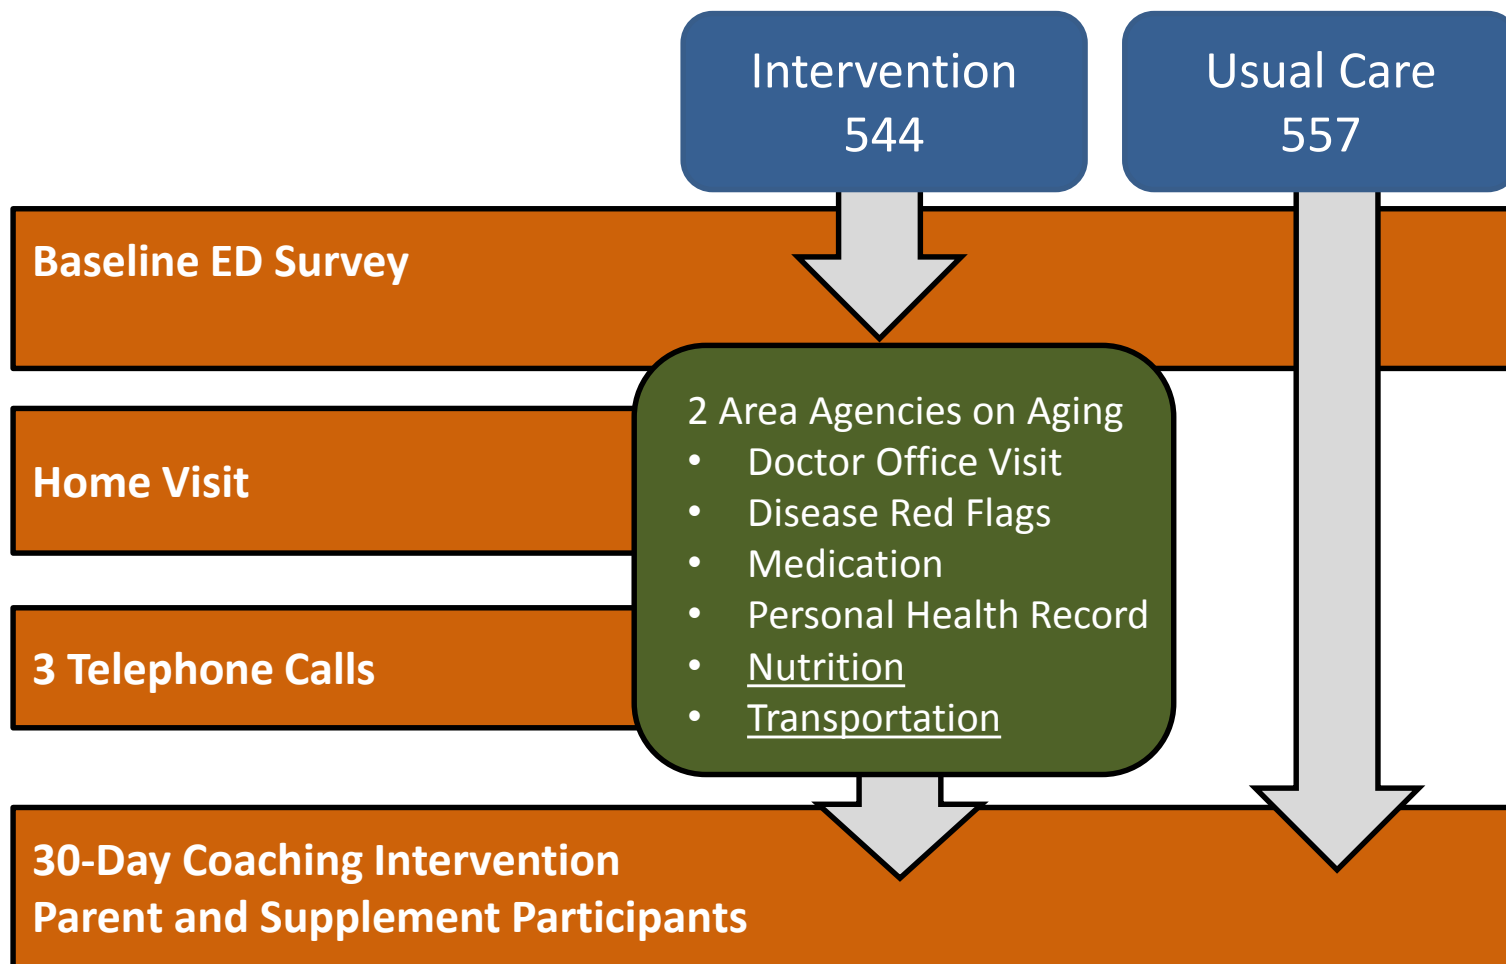 Intervention
544
Usual Care
557
Baseline ED Survey
2 Area Agencies on Aging
• Doctor Office Visit
• Disease Red Flags
• Medication
• Personal Health Record
• Nutrition
• Transportation
Home Visit
3 Telephone Calls
30-Day Coaching Intervention
Parent and Supplement Participants